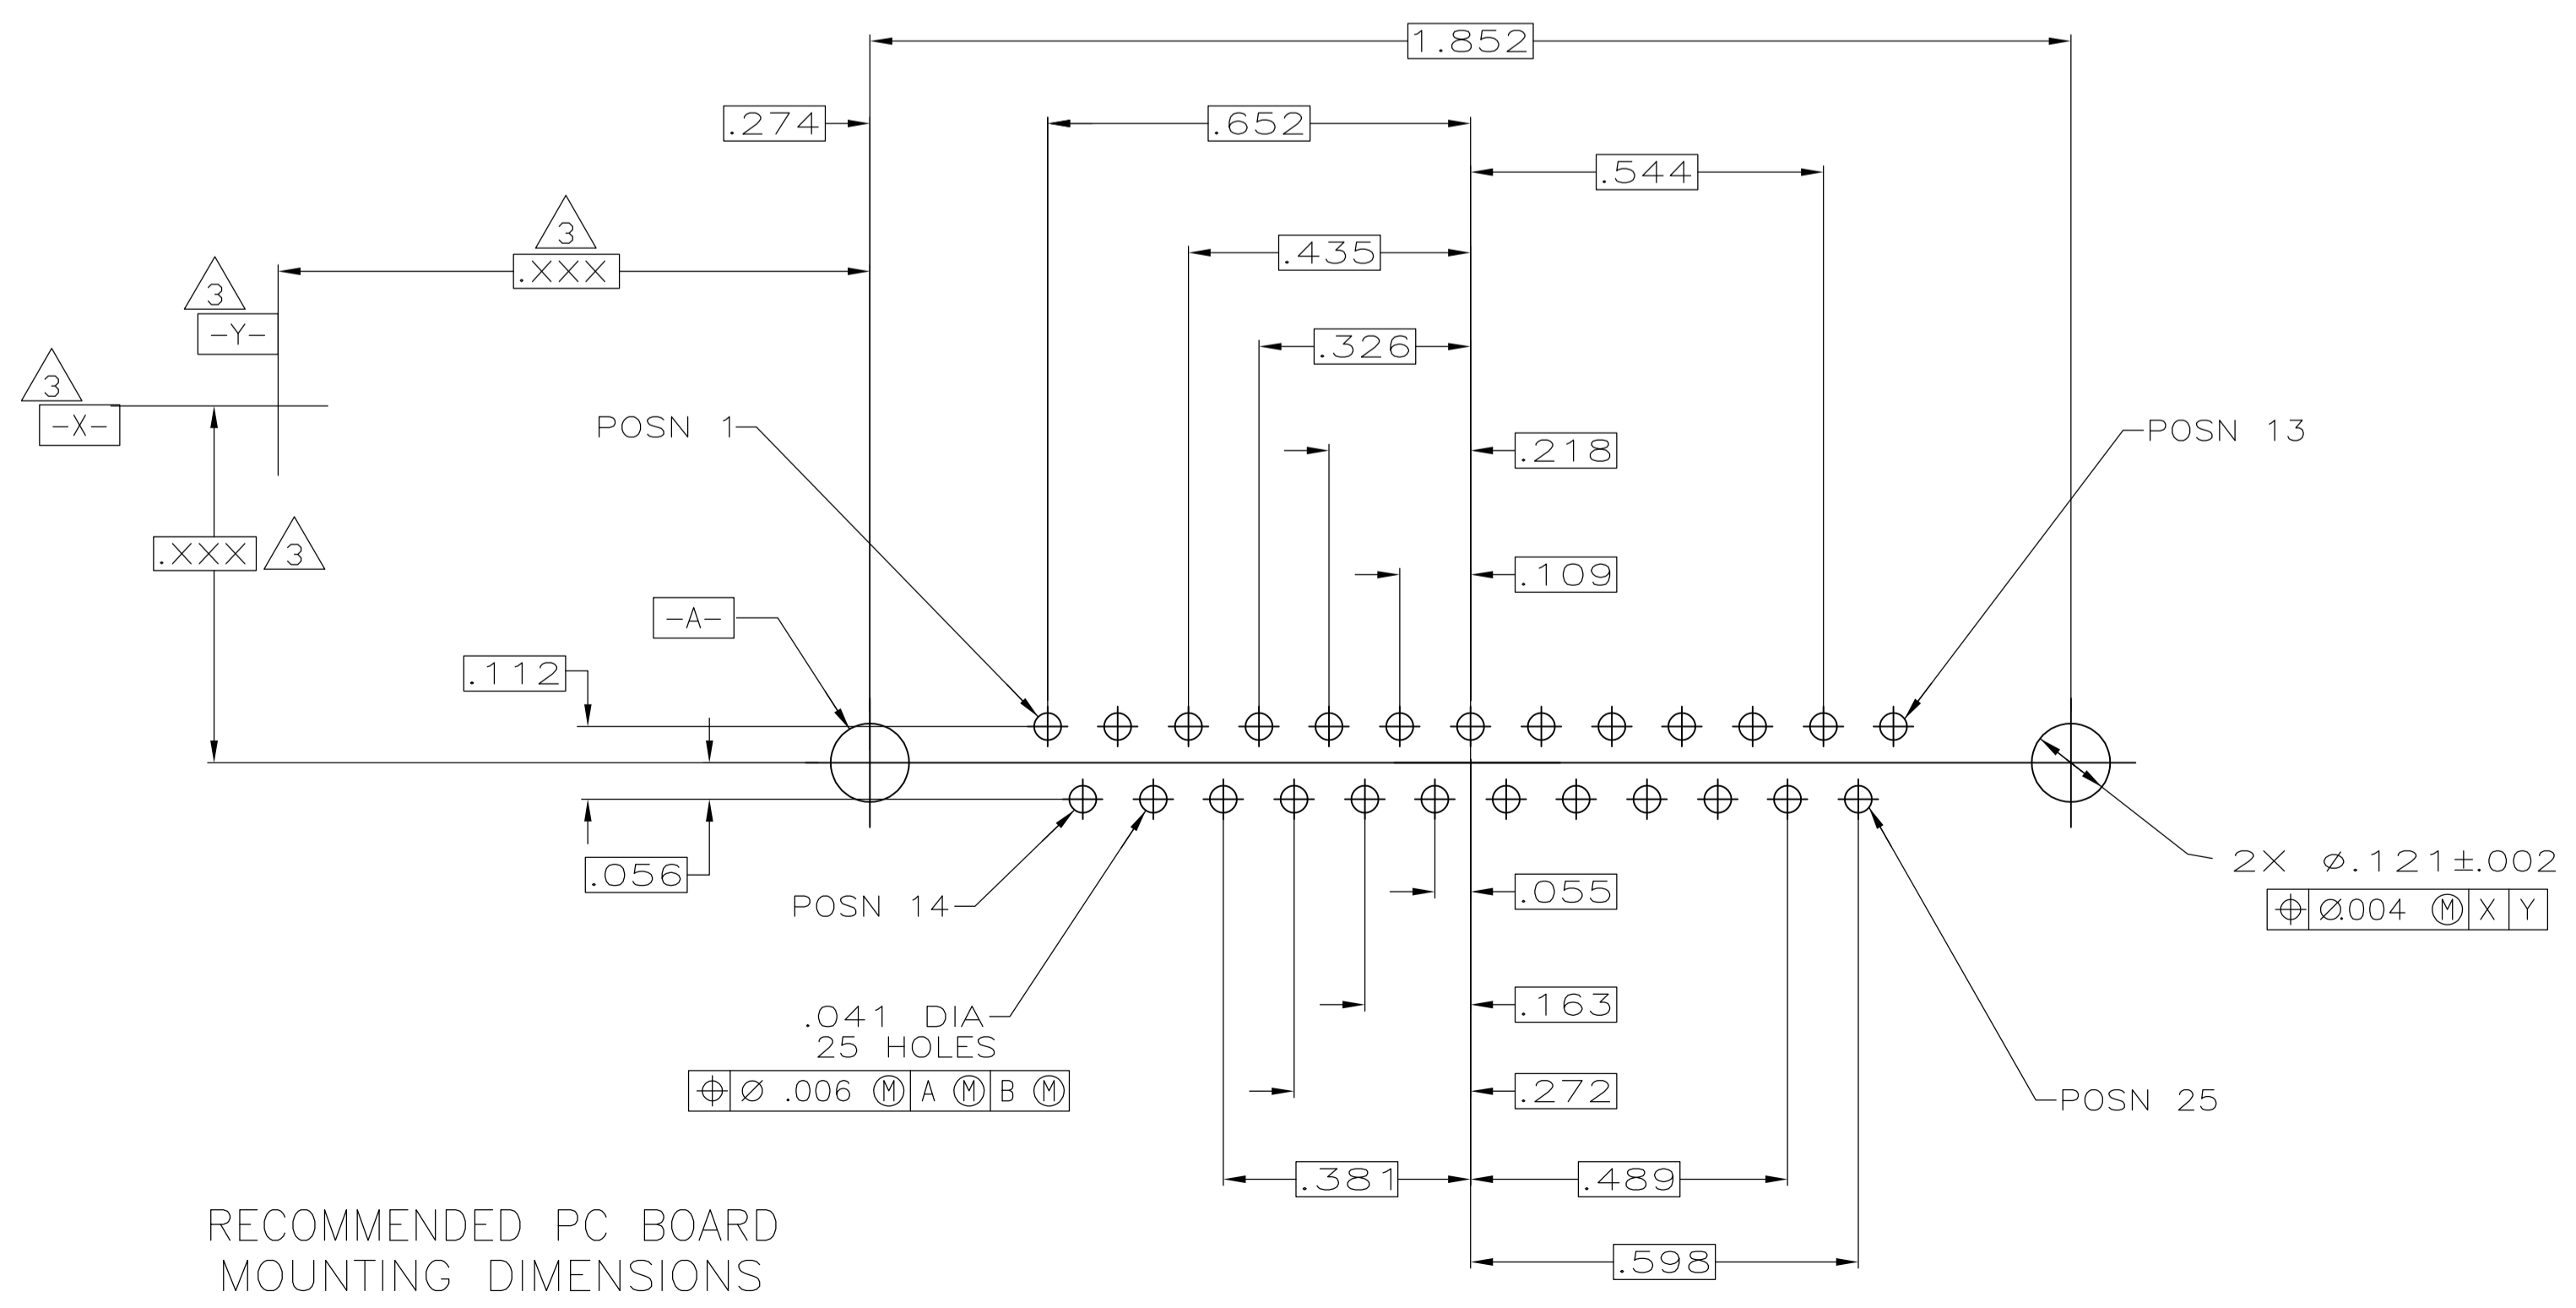 1.852
.274
.652
.544
3
.435
.XXX
3
-Y-
.326
3
-X-
POSN 1
POSN 13
.218
.XXX 3
.109
-A-
.112
.056
POSN 14
.055
2X ⌀.121±.002
⌖ ⌀.004 Ⓜ X Y
.041 DIA
25 HOLES
⌖ ⌀ .006 Ⓜ A Ⓜ B Ⓜ
.163
.272
POSN 25
.381
.489
.598
RECOMMENDED PC BOARD
MOUNTING DIMENSIONS